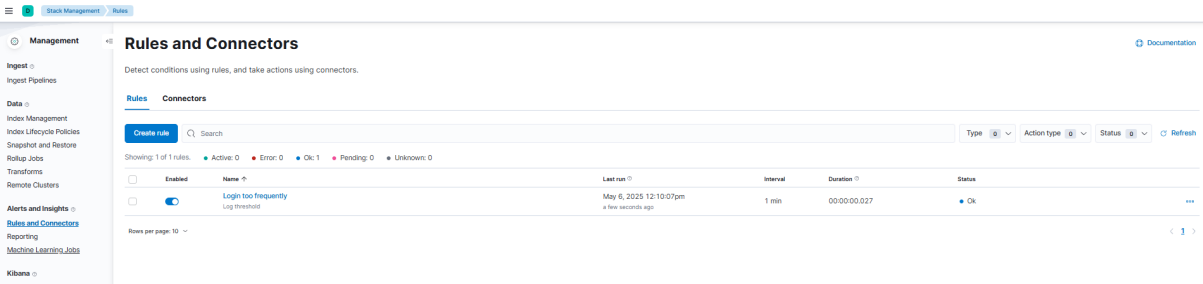 D Stack Management Rules
Management
Ingest
Ingest Pipelines
Data
Index Management
Index Lifecycle Policies
Snapshot and Restore
Rollup Jobs
Transforms
Remote Clusters
Alerts and Insights
Rules and Connectors
Reporting
Machine Learning Jobs
Kibana
Rules and Connectors
Documentation
Detect conditions using rules, and take actions using connectors.
Rules Connectors
Create rule Search Type 0 Action type 0 Status 0 Refresh
Showing: 1 of 1 rules. Active: 0 Error: 0 Ok: 1 Pending: 0 Unknown: 0
Enabled Name Last run Interval Duration Status
Login too frequently May 6, 2025 12:10:07pm 1 min 00:00:00.027 Ok
Log threshold a few seconds ago
Rows per page: 10 1